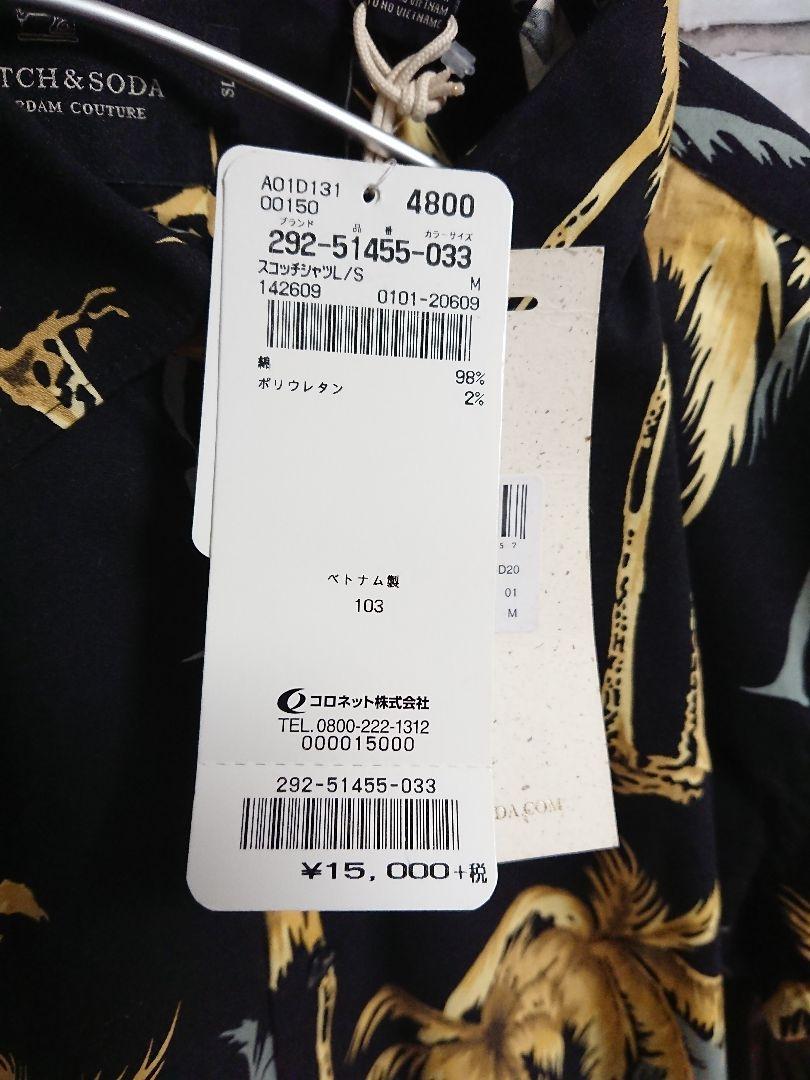 TCH & SODA
RDAM COUTURE
A01D131
00150
4800
ブランド 品番 カラーサイズ
292-51455-033
スコッチシャツL/S M
142609 0101-20609
綿 98%
ポリウレタン 2%
ベトナム製
103
コロネット株式会社
TEL.0800-222-1312
000015000
292-51455-033
¥15,000+税
5 7
D20
01
M